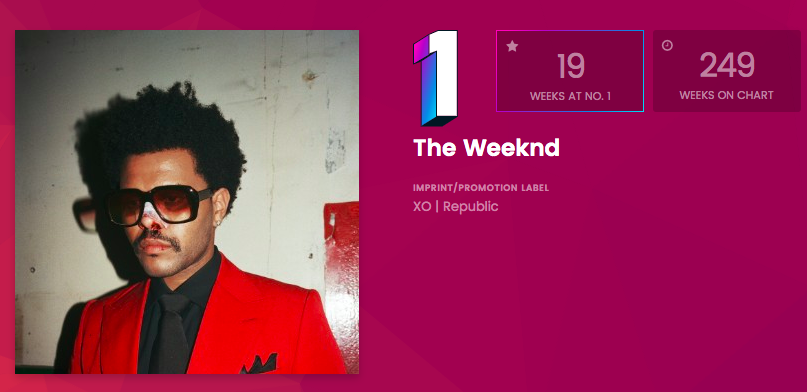 1
19
WEEKS AT NO. 1
249
WEEKS ON CHART
The Weeknd
IMPRINT/PROMOTION LABEL
XO | Republic